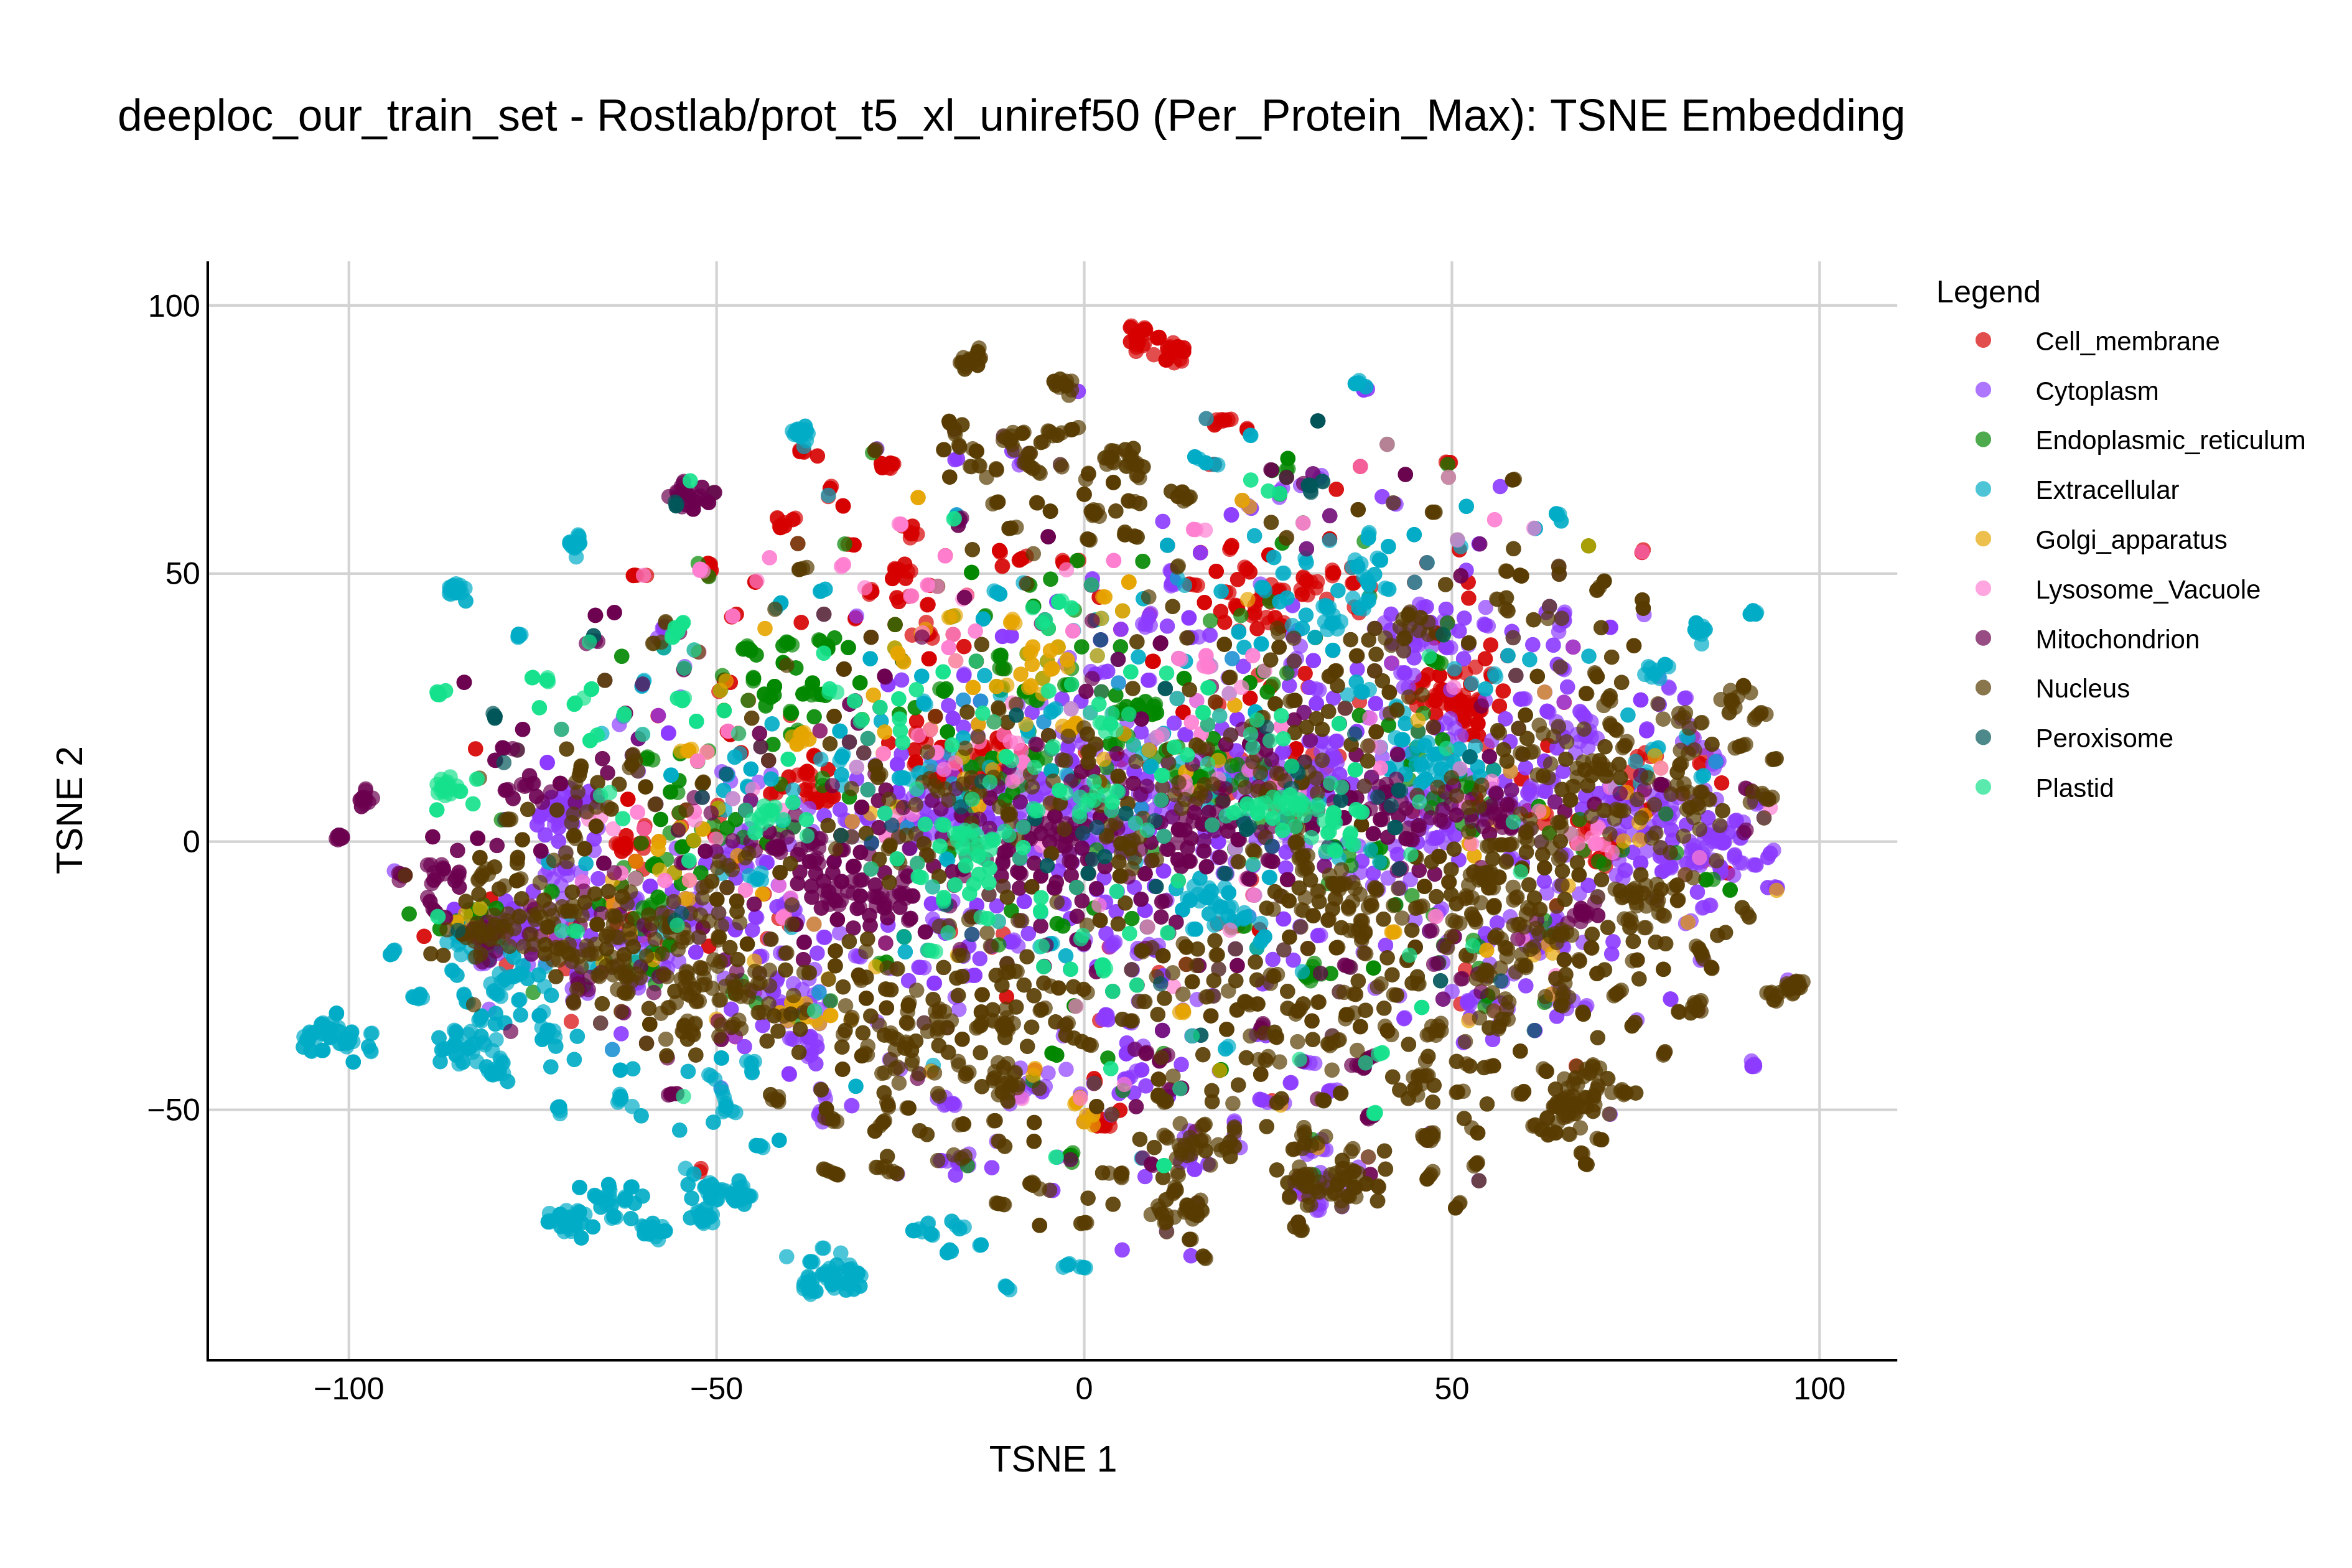 deeploc_our_train_set - Rostlab/prot_t5_xl_uniref50 (Per_Protein_Max): TSNE Embedding
Legend
Cell_membrane
Cytoplasm
Endoplasmic_reticulum
Extracellular
Golgi_apparatus
Lysosome_Vacuole
Mitochondrion
Nucleus
Peroxisome
Plastid
TSNE 2
100
50
0
−50
−100
−50
0
50
100
TSNE 1